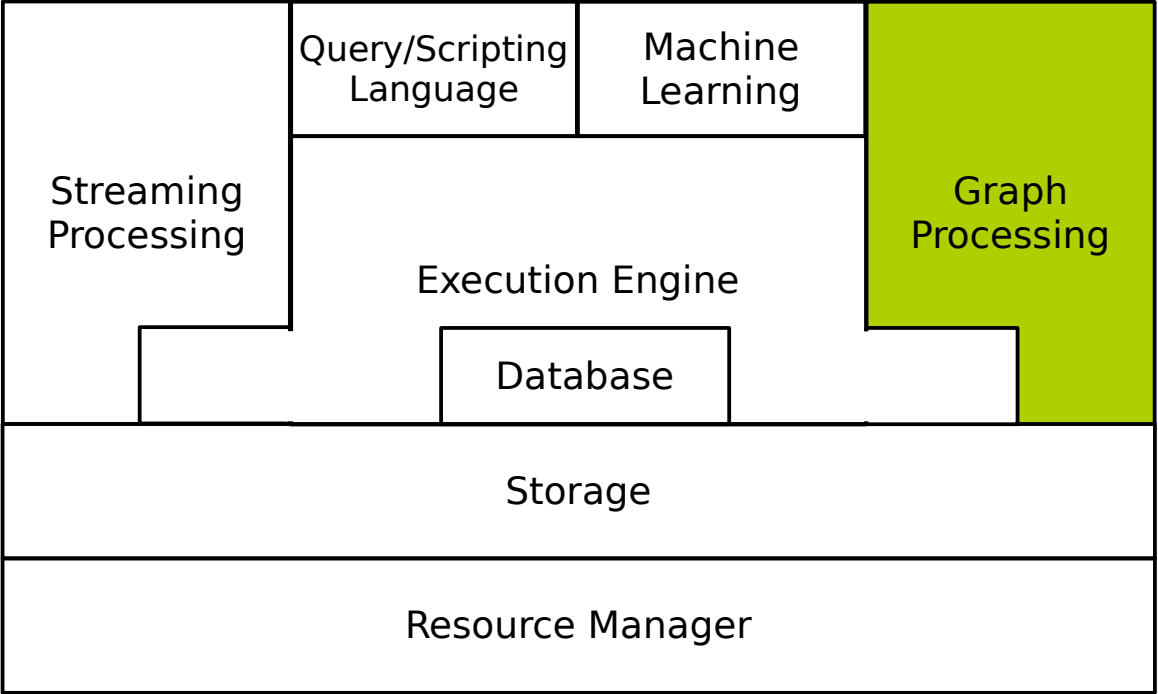 Query/Scripting
Language
Machine
Learning
Streaming
Processing
Graph
Processing
Execution Engine
Database
Storage
Resource Manager